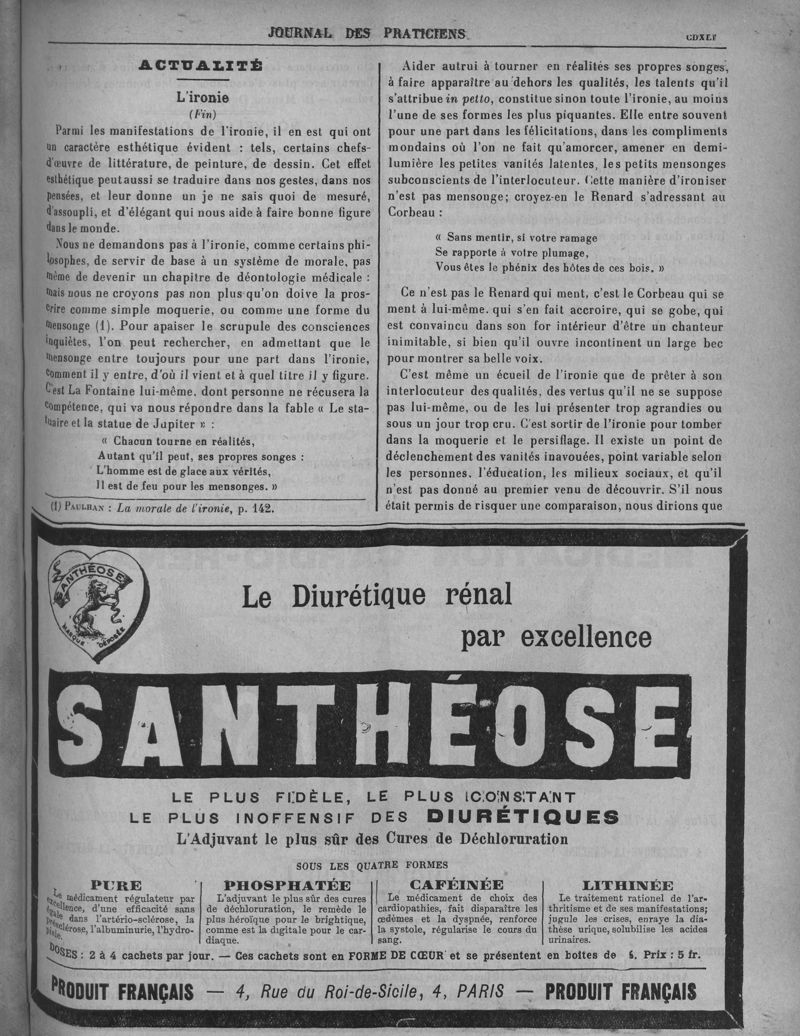 JOURNAL DES PRATICIENS
CDXLI
ACTUALITÉ
L'ironie
(Fin)
Parmi les manifestations de l'ironie, il en est qui ont
un caractère esthétique évident : tels, certains chefs-
d'œuvre de littérature, de peinture, de dessin. Cet effet
esthétique peut aussi se traduire dans nos gestes, dans nos
pensées, et leur donne un je ne sais quoi de mesuré,
d'assoupli, et d'élégant qui nous aide à faire bonne figure
dans le monde.
Nous ne demandons pas à l'ironie, comme certains phi-
losophes, de servir de base à un système de morale, pas
même de devenir un chapitre de déontologie médicale :
mais nous ne croyons pas non plus qu'on doive la pros-
crire comme simple moquerie, ou comme une forme du
mensonge (1). Pour apaiser le scrupule des consciences
inquiètes, l'on peut rechercher, en admettant que le
mensonge entre toujours pour une part dans l'ironie,
comment il y entre, d'où il vient et à quel titre il y figure.
C'est La Fontaine lui-même, dont personne ne récusera la
compétence, qui va nous répondre dans la fable « Le sta-
tuaire et la statue de Jupiter » :
« Chacun tourne en réalités,
Autant qu'il peut, ses propres songes :
L'homme est de glace aux vérités,
Il est de feu pour les mensonges. »
(1) PAULHAN : La morale de l'ironie, p. 142.
Aider autrui à tourner en réalités ses propres songes,
à faire apparaître au dehors les qualités, les talents qu'il
s'attribue in petto, constitue sinon toute l'ironie, au moins
l'une de ses formes les plus piquantes. Elle entre souvent
pour une part dans les félicitations, dans les compliments
mondains où l'on ne fait qu'amorcer, amener en demi-
lumière les petites vanités latentes, les petits mensonges
subconscients de l'interlocuteur. Cette manière d'ironiser
n'est pas mensonge; croyez-en le Renard s'adressant au
Corbeau :
« Sans mentir, si votre ramage
Se rapporte à votre plumage,
Vous êtes le phénix des hôtes de ces bois. »
Ce n'est pas le Renard qui ment, c'est le Corbeau qui se
ment à lui-même. qui s'en fait accroire, qui se gobe, qui
est convaincu dans son for intérieur d'être un chanteur
inimitable, si bien qu'il ouvre incontinent un large bec
pour montrer sa belle voix.
C'est même un écueil de l'ironie que de prêter à son
interlocuteur des qualités, des vertus qu'il ne se suppose
pas lui-même, ou de les lui présenter trop agrandies ou
sous un jour trop cru. C'est sortir de l'ironie pour tomber
dans la moquerie et le persiflage. Il existe un point de
déclenchement des vanités inavouées, point variable selon
les personnes, l'éducation, les milieux sociaux, et qu'il
n'est pas donné au premier venu de découvrir. S'il nous
était permis de risquer une comparaison, nous dirions que
SANTHÉOSE
MARQUE DÉPOSÉE
Le Diurétique rénal
par excellence
SANTHÉOSE
LE PLUS FIDÈLE, LE PLUS CONSTANT
LE PLUS INOFFENSIF DES DIURÉTIQUES
L'Adjuvant le plus sûr des Cures de Déchloruration
SOUS LES QUATRE FORMES
PURE
Le médicament régulateur par
excellence, d'une efficacité sans
égale dans l'artério-sclérose, la
présclérose, l'albuminurie, l'hydro-
pisie.
PHOSPHATÉE
L'adjuvant le plus sûr des cures
de déchloruration, le remède le
plus héroïque pour le brightique,
comme est la digitale pour le car-
diaque.
CAFÉINÉE
Le médicament de choix des
cardiopathies, fait disparaître les
œdèmes et la dyspnée, renforce
la systole, régularise le cours du
sang.
LITHINÉE
Le traitement rationel de l'ar-
thritisme et de ses manifestations;
jugule les crises, enraye la dia-
thèse urique, solubilise les acides
urinaires.
DOSES : 2 à 4 cachets par jour. — Ces cachets sont en FORME DE CŒUR et se présentent en boîtes de Prix : 5 fr.
PRODUIT FRANÇAIS — 4, Rue du Roi-de-Sicile, 4, PARIS — PRODUIT FRANÇAIS